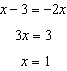 x − 3 = −2x
3x = 3
x = 1